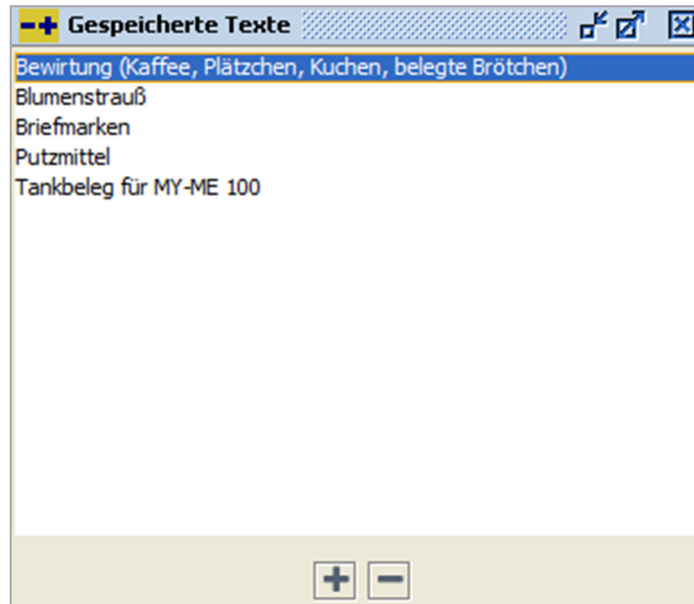 Gespeicherte Texte
Bewirtung (Kaffee, Plätzchen, Kuchen, belegte Brötchen)
Blumenstrauß
Briefmarken
Putzmittel
Tankbeleg für MY-ME 100